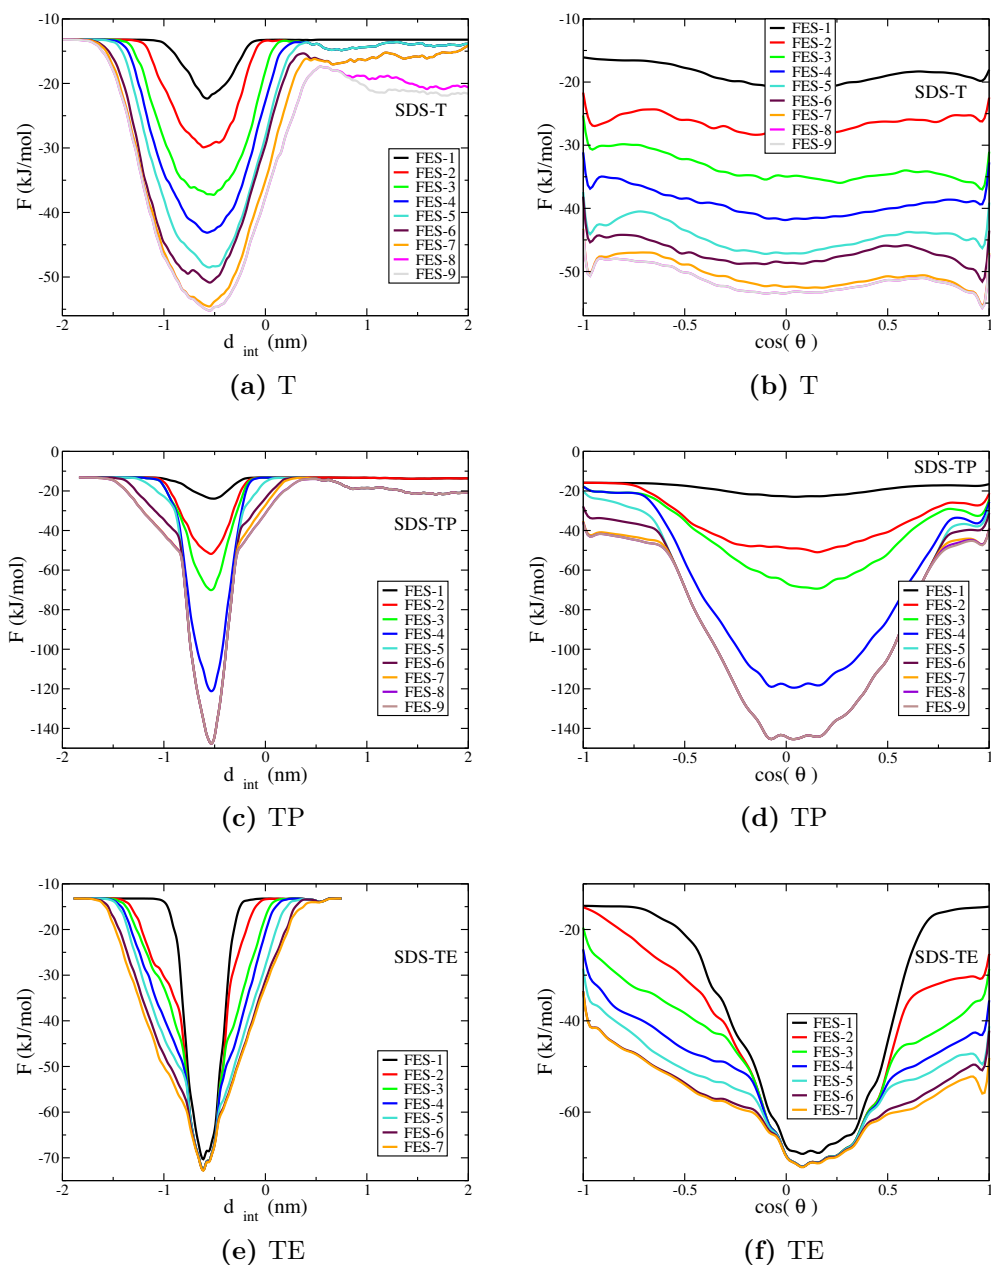 -10
-20
-30
-40
-50
F (kJ/mol)
-2
-1
0
1
2
d int (nm)
SDS-T
FES-1
FES-2
FES-3
FES-4
FES-5
FES-6
FES-7
FES-8
FES-9
(a) T
-10
-20
-30
-40
-50
F (kJ/mol)
-1
-0.5
0
0.5
1
cos( θ )
FES-1
FES-2
FES-3
FES-4
FES-5
FES-6
FES-7
FES-8
FES-9
SDS-T
(b) T
0
-20
-40
-60
-80
-100
-120
-140
F (kJ/mol)
-2
-1
0
1
2
d int (nm)
SDS-TP
FES-1
FES-2
FES-3
FES-4
FES-5
FES-6
FES-7
FES-8
FES-9
(c) TP
0
-20
-40
-60
-80
-100
-120
-140
F (kJ/mol)
-1
-0.5
0
0.5
1
cos( θ )
SDS-TP
FES-1
FES-2
FES-3
FES-4
FES-5
FES-6
FES-7
FES-8
FES-9
(d) TP
-10
-20
-30
-40
-50
-60
-70
F (kJ/mol)
-2
-1
0
1
2
d int (nm)
SDS-TE
FES-1
FES-2
FES-3
FES-4
FES-5
FES-6
FES-7
(e) TE
-20
-40
-60
F (kJ/mol)
-1
-0.5
0
0.5
1
cos( θ )
SDS-TE
FES-1
FES-2
FES-3
FES-4
FES-5
FES-6
FES-7
(f) TE